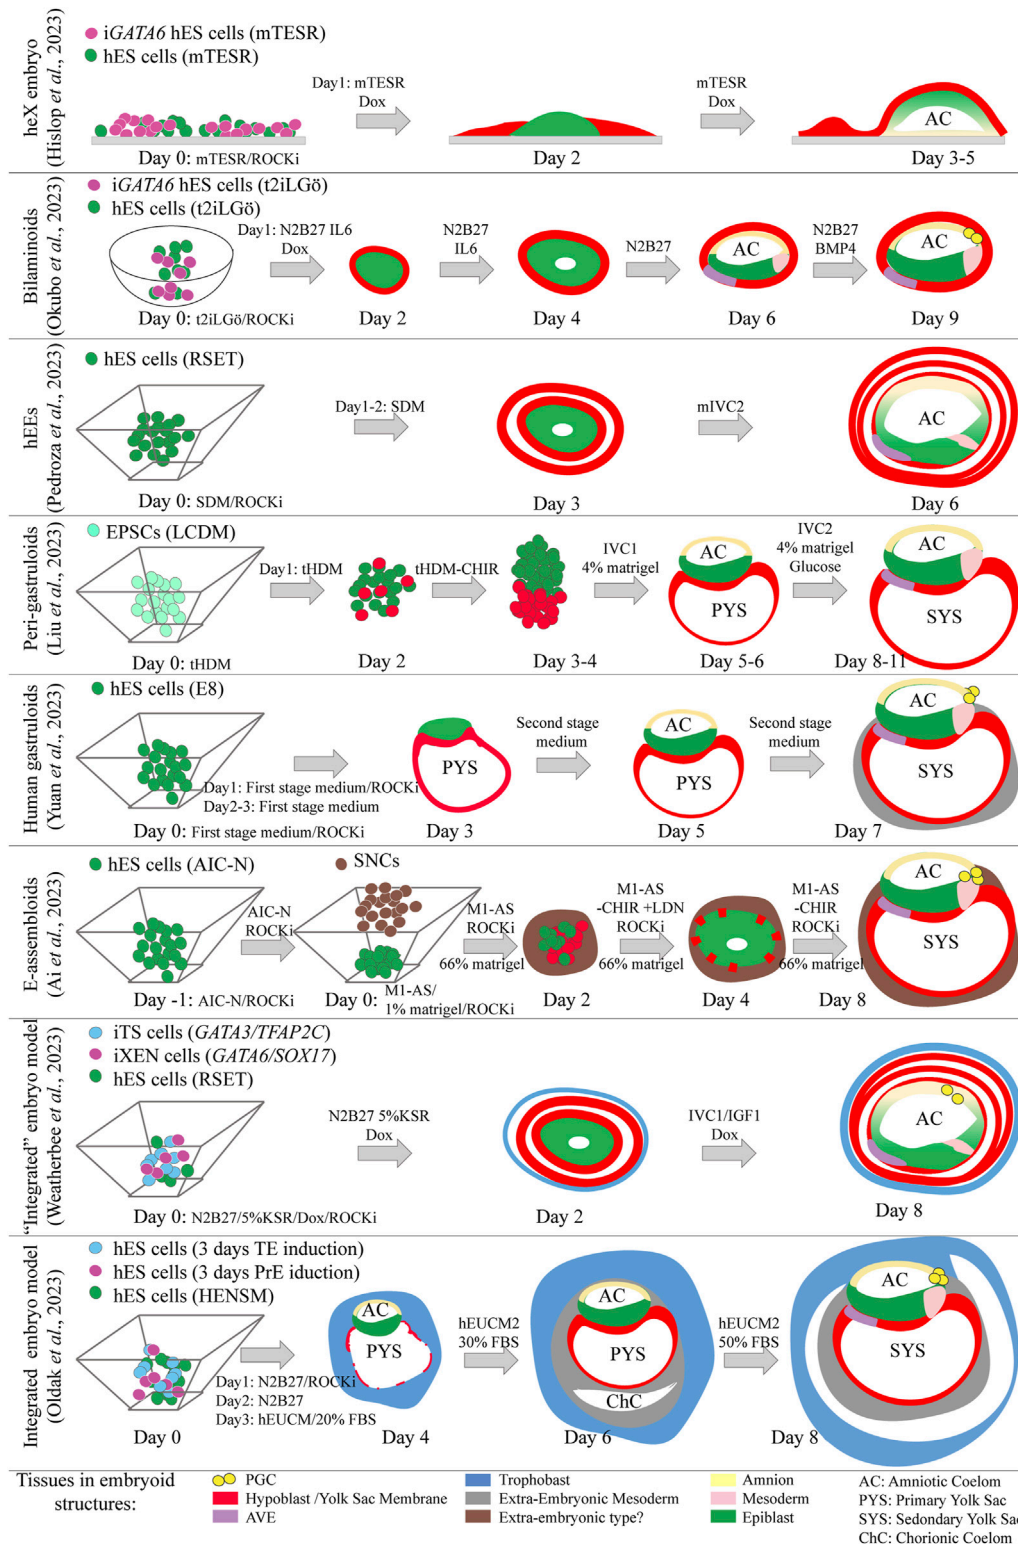 heX embryo
(Hislop et al., 2023)
iGATA6 hES cells (mTESR)
hES cells (mTESR)
Day1: mTESR
Dox
mTESR
Dox
AC
Day 0: mTESR/ROCKi
Day 2
Day 3-5
Bilaminoids
(Okubo et al., 2023)
iGATA6 hES cells (t2iLGö)
hES cells (t2iLGö)
Day1: N2B27 IL6
Dox
N2B27
IL6
N2B27
N2B27
BMP4
AC
AC
Day 0: t2iLGö/ROCKi
Day 2
Day 4
Day 6
Day 9
hEEs
(Pedroza et al., 2023)
hES cells (RSET)
Day1-2: SDM
mIVC2
AC
Day 0: SDM/ROCKi
Day 3
Day 6
Peri-gastruloids
(Liu et al., 2023)
EPSCs (LCDM)
Day1: tHDM
tHDM-CHIR
IVC1
4% matrigel
IVC2
4% matrigel
Glucose
AC
PYS
AC
SYS
Day 0: tHDM
Day 2
Day 3-4
Day 5-6
Day 8-11
Human gastruloids
(Yuan et al., 2023)
hES cells (E8)
Day1: First stage medium/ROCKi
Day2-3: First stage medium
Second stage
medium
Second stage
medium
PYS
AC
PYS
AC
SYS
Day 0: First stage medium/ROCKi
Day 3
Day 5
Day 7
E-assembloids
(Ai et al., 2023)
hES cells (AIC-N)
SNCs
AIC-N
ROCKi
M1-AS
ROCKi
66% matrigel
M1-AS
-CHIR +LDN
ROCKi
66% matrigel
M1-AS
-CHIR
ROCKi
66% matrigel
AC
SYS
Day -1: AIC-N/ROCKi
Day 0: M1-AS/
1% matrigel/ROCKi
Day 2
Day 4
Day 8
"Integrated" embryo model
(Weatherbee et al., 2023)
iTS cells (GATA3/TFAP2C)
iXEN cells (GATA6/SOX17)
hES cells (RSET)
N2B27 5%KSR
Dox
IVC1/IGF1
Dox
AC
Day 0: N2B27/5%KSR/Dox/ROCKi
Day 2
Day 8
Integrated embryo model
(Oldak et al., 2023)
hES cells (3 days TE induction)
hES cells (3 days PrE iduction)
hES cells (HENSM)
Day1: N2B27/ROCKi
Day2: N2B27
Day3: hEUCM/20% FBS
hEUCM2
30% FBS
hEUCM2
50% FBS
AC
PYS
AC
PYS
ChC
AC
SYS
Day 0
Day 4
Day 6
Day 8
Tissues in embryoid
structures:
PGC
Hypoblast /Yolk Sac Membrane
AVE
Trophobast
Extra-Embryonic Mesoderm
Extra-embryonic type?
Amnion
Mesoderm
Epiblast
AC: Amniotic Coelom
PYS: Primary Yolk Sac
SYS: Sedondary Yolk Sac
ChC: Chorionic Coelom